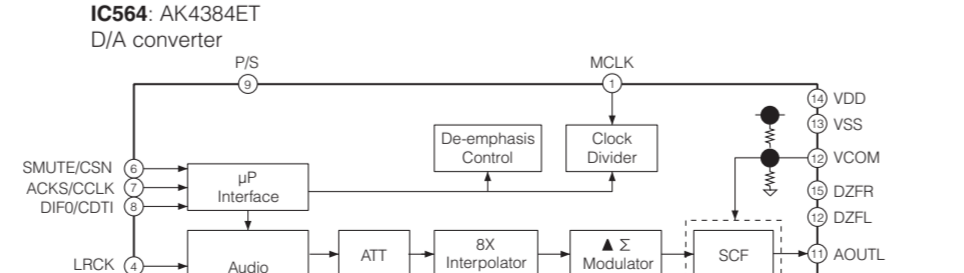 IC564: AK4384ET
D/A converter
P/S
9
MCLK
1
14 VDD
13 VSS
12 VCOM
15 DZFR
12 DZFL
11 AOUTL
De-emphasis
Control
Clock
Divider
SMUTE/CSN 6
ACKS/CCLK 7
DIF0/CDTI 8
µP
Interface
LRCK 4
Audio
ATT
8X
Interpolator
▲ Σ
Modulator
SCF